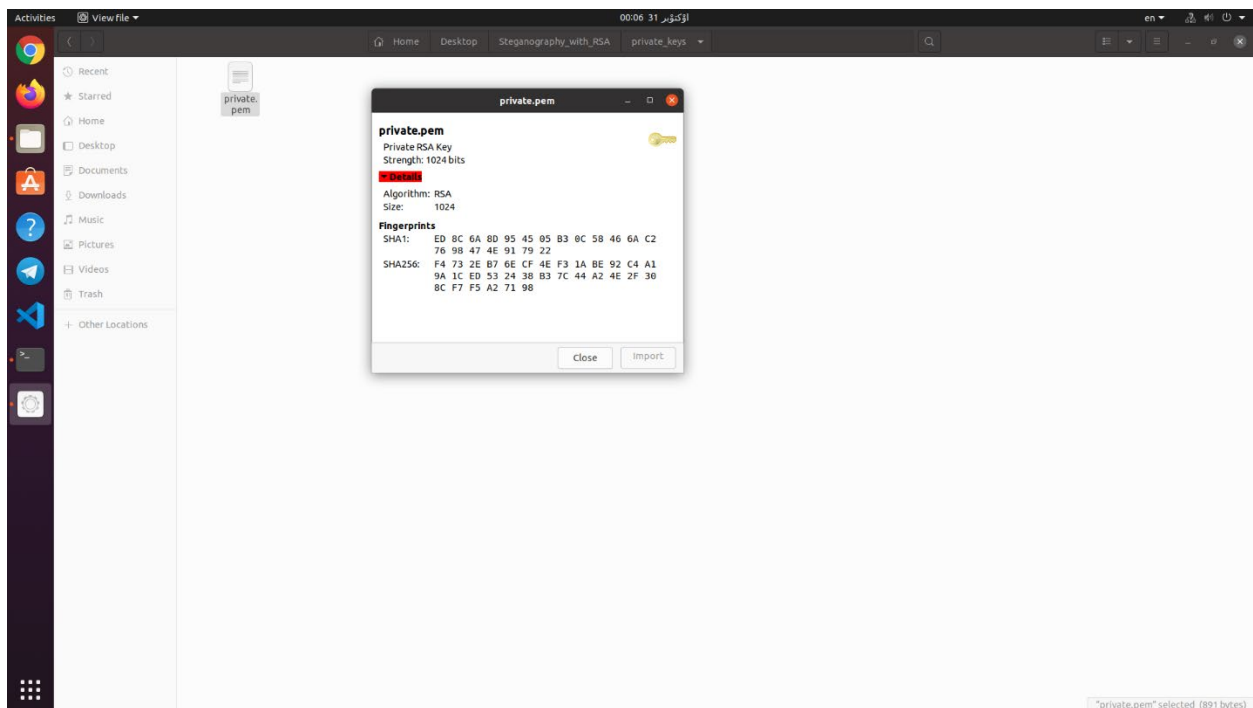 Activities View file
00:06 31 اؤکتؤبر
en
Home Desktop Steganography_with_RSA private_keys
Recent
Starred
Home
Desktop
Documents
Downloads
Music
Pictures
Videos
Trash
+ Other Locations
private.
pem
private.pem
private.pem
Private RSA Key
Strength: 1024 bits
Details
Algorithm: RSA
Size: 1024
Fingerprints
SHA1: ED 8C 6A 8D 95 45 05 B3 0C 58 46 6A C2
76 98 47 4E 91 79 22
SHA256: F4 73 2E B7 6E CF 4E F3 1A BE 92 C4 A1
9A 1C ED 53 24 38 B3 7C 44 A2 4E 2F 30
8C F7 F5 A2 71 98
Close Import
"private.pem" selected (891 bytes)